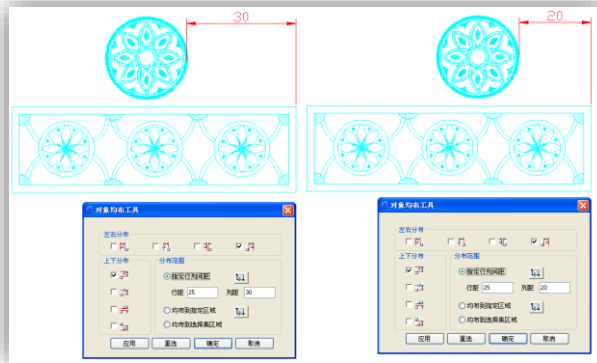 30
20
对象均布工具
左右分布
上下分布
分布范围
指定行列间距
行距 25 列距 30
均布到指定区域
均布到选择集区域
应用 重选 确定 取消
对象均布工具
左右分布
上下分布
分布范围
指定行列间距
行距 25 列距 20
均布到指定区域
均布到选择集区域
应用 重选 确定 取消